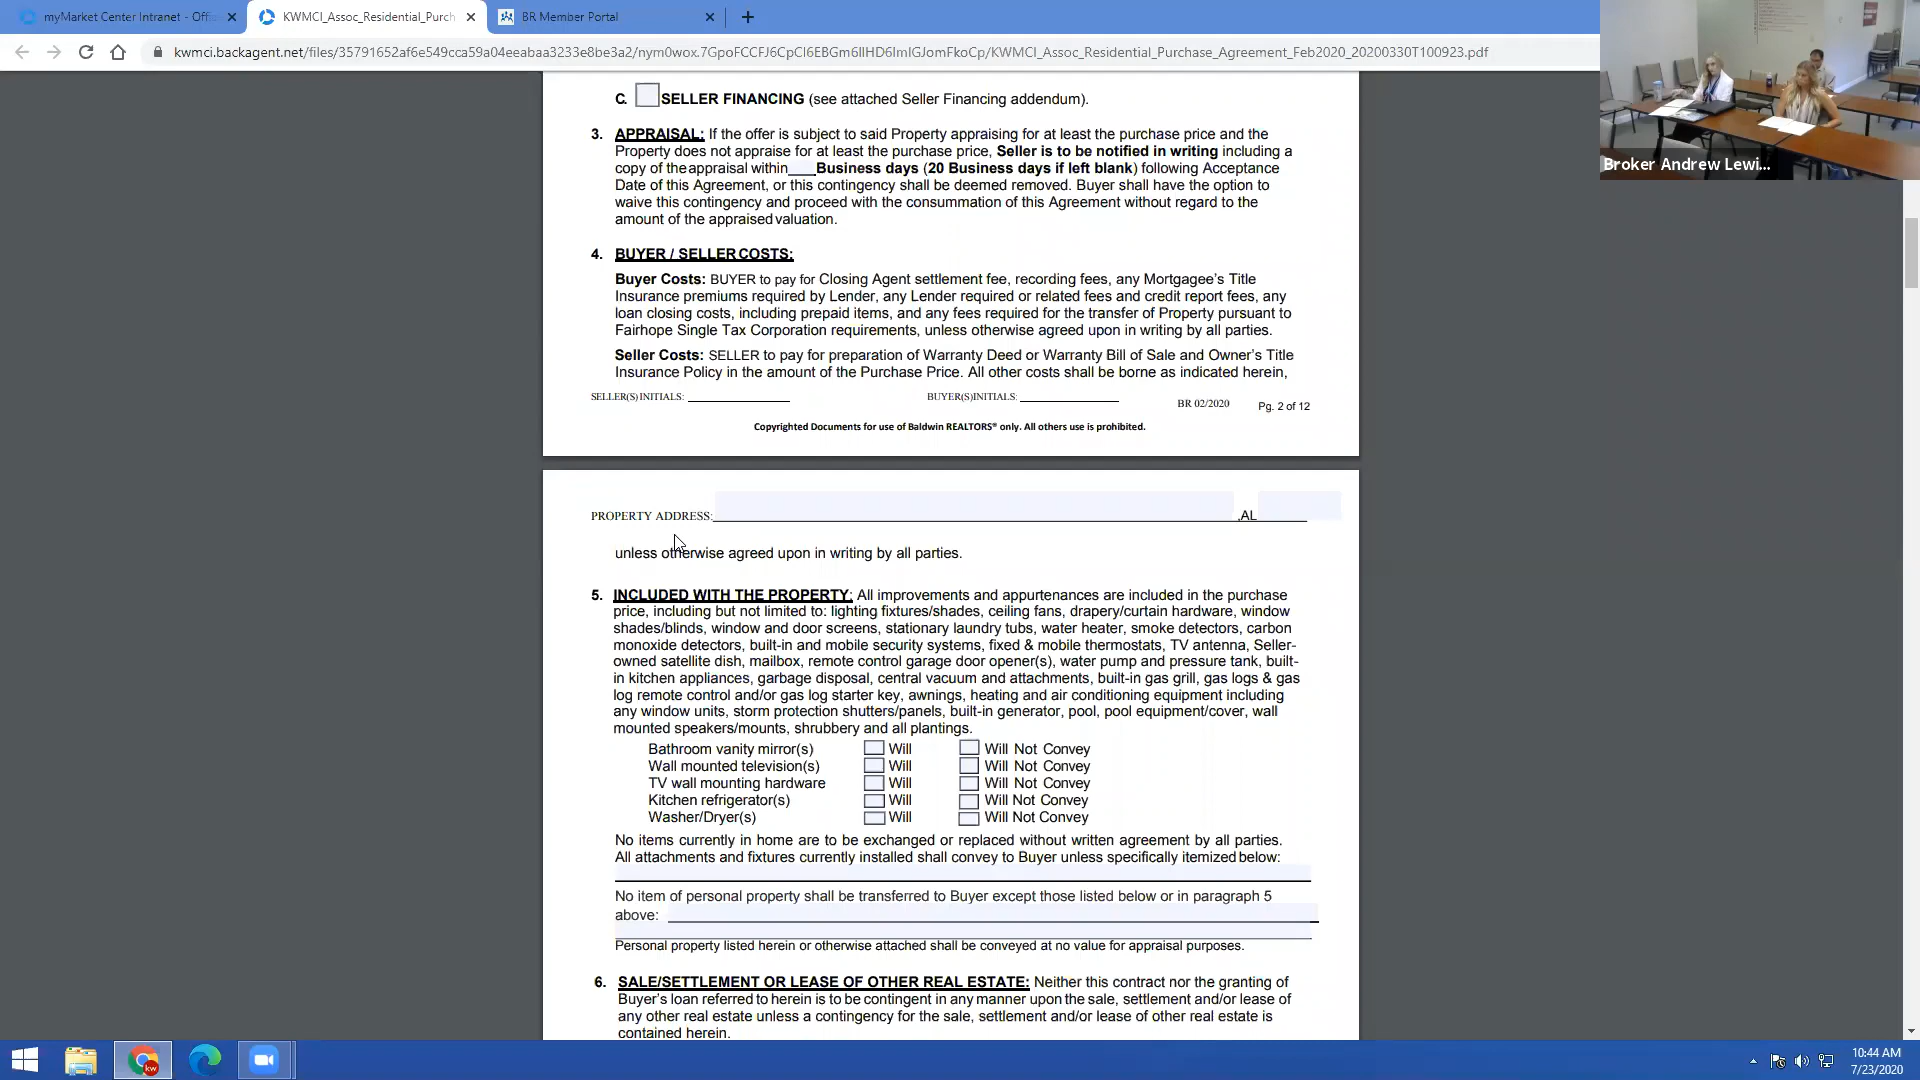 myMarket Center Intranet - Offi
KWMCI_Assoc_Residential_Purch
BR Member Portal
kwmci.backagent.net/files/35791652af6e549cca59a04eeabaa3233e8be3a2/nym0wox.7GpoFCCFJ6CpCl6EBGm6IlHD6ImIGJomFkoCp/KWMCI_Assoc_Residential_Purchase_Agreement_Feb2020_20200330T100923.pdf
Broker Andrew Lewi...
C. SELLER FINANCING (see attached Seller Financing addendum).
3. APPRAISAL: If the offer is subject to said Property appraising for at least the purchase price and the
Property does not appraise for at least the purchase price, Seller is to be notified in writing including a
copy of the appraisal within Business days (20 Business days if left blank) following Acceptance
Date of this Agreement, or this contingency shall be deemed removed. Buyer shall have the option to
waive this contingency and proceed with the consummation of this Agreement without regard to the
amount of the appraised valuation.
4. BUYER / SELLER COSTS:
Buyer Costs: BUYER to pay for Closing Agent settlement fee, recording fees, any Mortgagee's Title
Insurance premiums required by Lender, any Lender required or related fees and credit report fees, any
loan closing costs, including prepaid items, and any fees required for the transfer of Property pursuant to
Fairhope Single Tax Corporation requirements, unless otherwise agreed upon in writing by all parties.
Seller Costs: SELLER to pay for preparation of Warranty Deed or Warranty Bill of Sale and Owner's Title
Insurance Policy in the amount of the Purchase Price. All other costs shall be borne as indicated herein,
SELLER(S) INITIALS: BUYER(S)INITIALS: BR 02/2020 Pg. 2 of 12
Copyrighted Documents for use of Baldwin REALTORS® only. All others use is prohibited.
PROPERTY ADDRESS: ,AL
unless otherwise agreed upon in writing by all parties.
5. INCLUDED WITH THE PROPERTY: All improvements and appurtenances are included in the purchase
price, including but not limited to: lighting fixtures/shades, ceiling fans, drapery/curtain hardware, window
shades/blinds, window and door screens, stationary laundry tubs, water heater, smoke detectors, carbon
monoxide detectors, built-in and mobile security systems, fixed & mobile thermostats, TV antenna, Seller-
owned satellite dish, mailbox, remote control garage door opener(s), water pump and pressure tank, built-
in kitchen appliances, garbage disposal, central vacuum and attachments, built-in gas grill, gas logs & gas
log remote control and/or gas log starter key, awnings, heating and air conditioning equipment including
any window units, storm protection shutters/panels, built-in generator, pool, pool equipment/cover, wall
mounted speakers/mounts, shrubbery and all plantings.
Bathroom vanity mirror(s) Will Will Not Convey
Wall mounted television(s) Will Will Not Convey
TV wall mounting hardware Will Will Not Convey
Kitchen refrigerator(s) Will Will Not Convey
Washer/Dryer(s) Will Will Not Convey
No items currently in home are to be exchanged or replaced without written agreement by all parties.
All attachments and fixtures currently installed shall convey to Buyer unless specifically itemized below:
No item of personal property shall be transferred to Buyer except those listed below or in paragraph 5
above:
Personal property listed herein or otherwise attached shall be conveyed at no value for appraisal purposes.
6. SALE/SETTLEMENT OR LEASE OF OTHER REAL ESTATE: Neither this contract nor the granting of
Buyer's loan referred to herein is to be contingent in any manner upon the sale, settlement and/or lease of
any other real estate unless a contingency for the sale, settlement and/or lease of other real estate is
contained herein.
kw
10:44 AM
7/23/2020